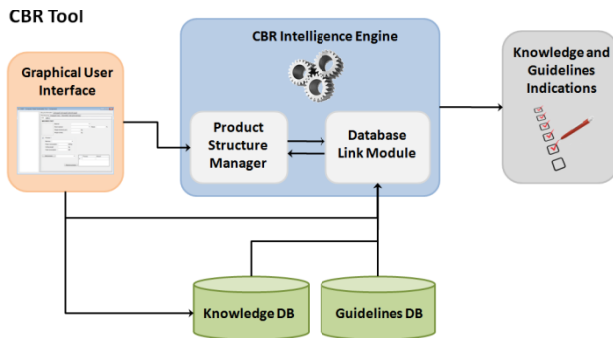 CBR Tool
CBR Intelligence Engine
Graphical User
Interface
Knowledge and
Guidelines
Indications
Product
Structure
Manager
Database
Link Module
Knowledge DB
Guidelines DB